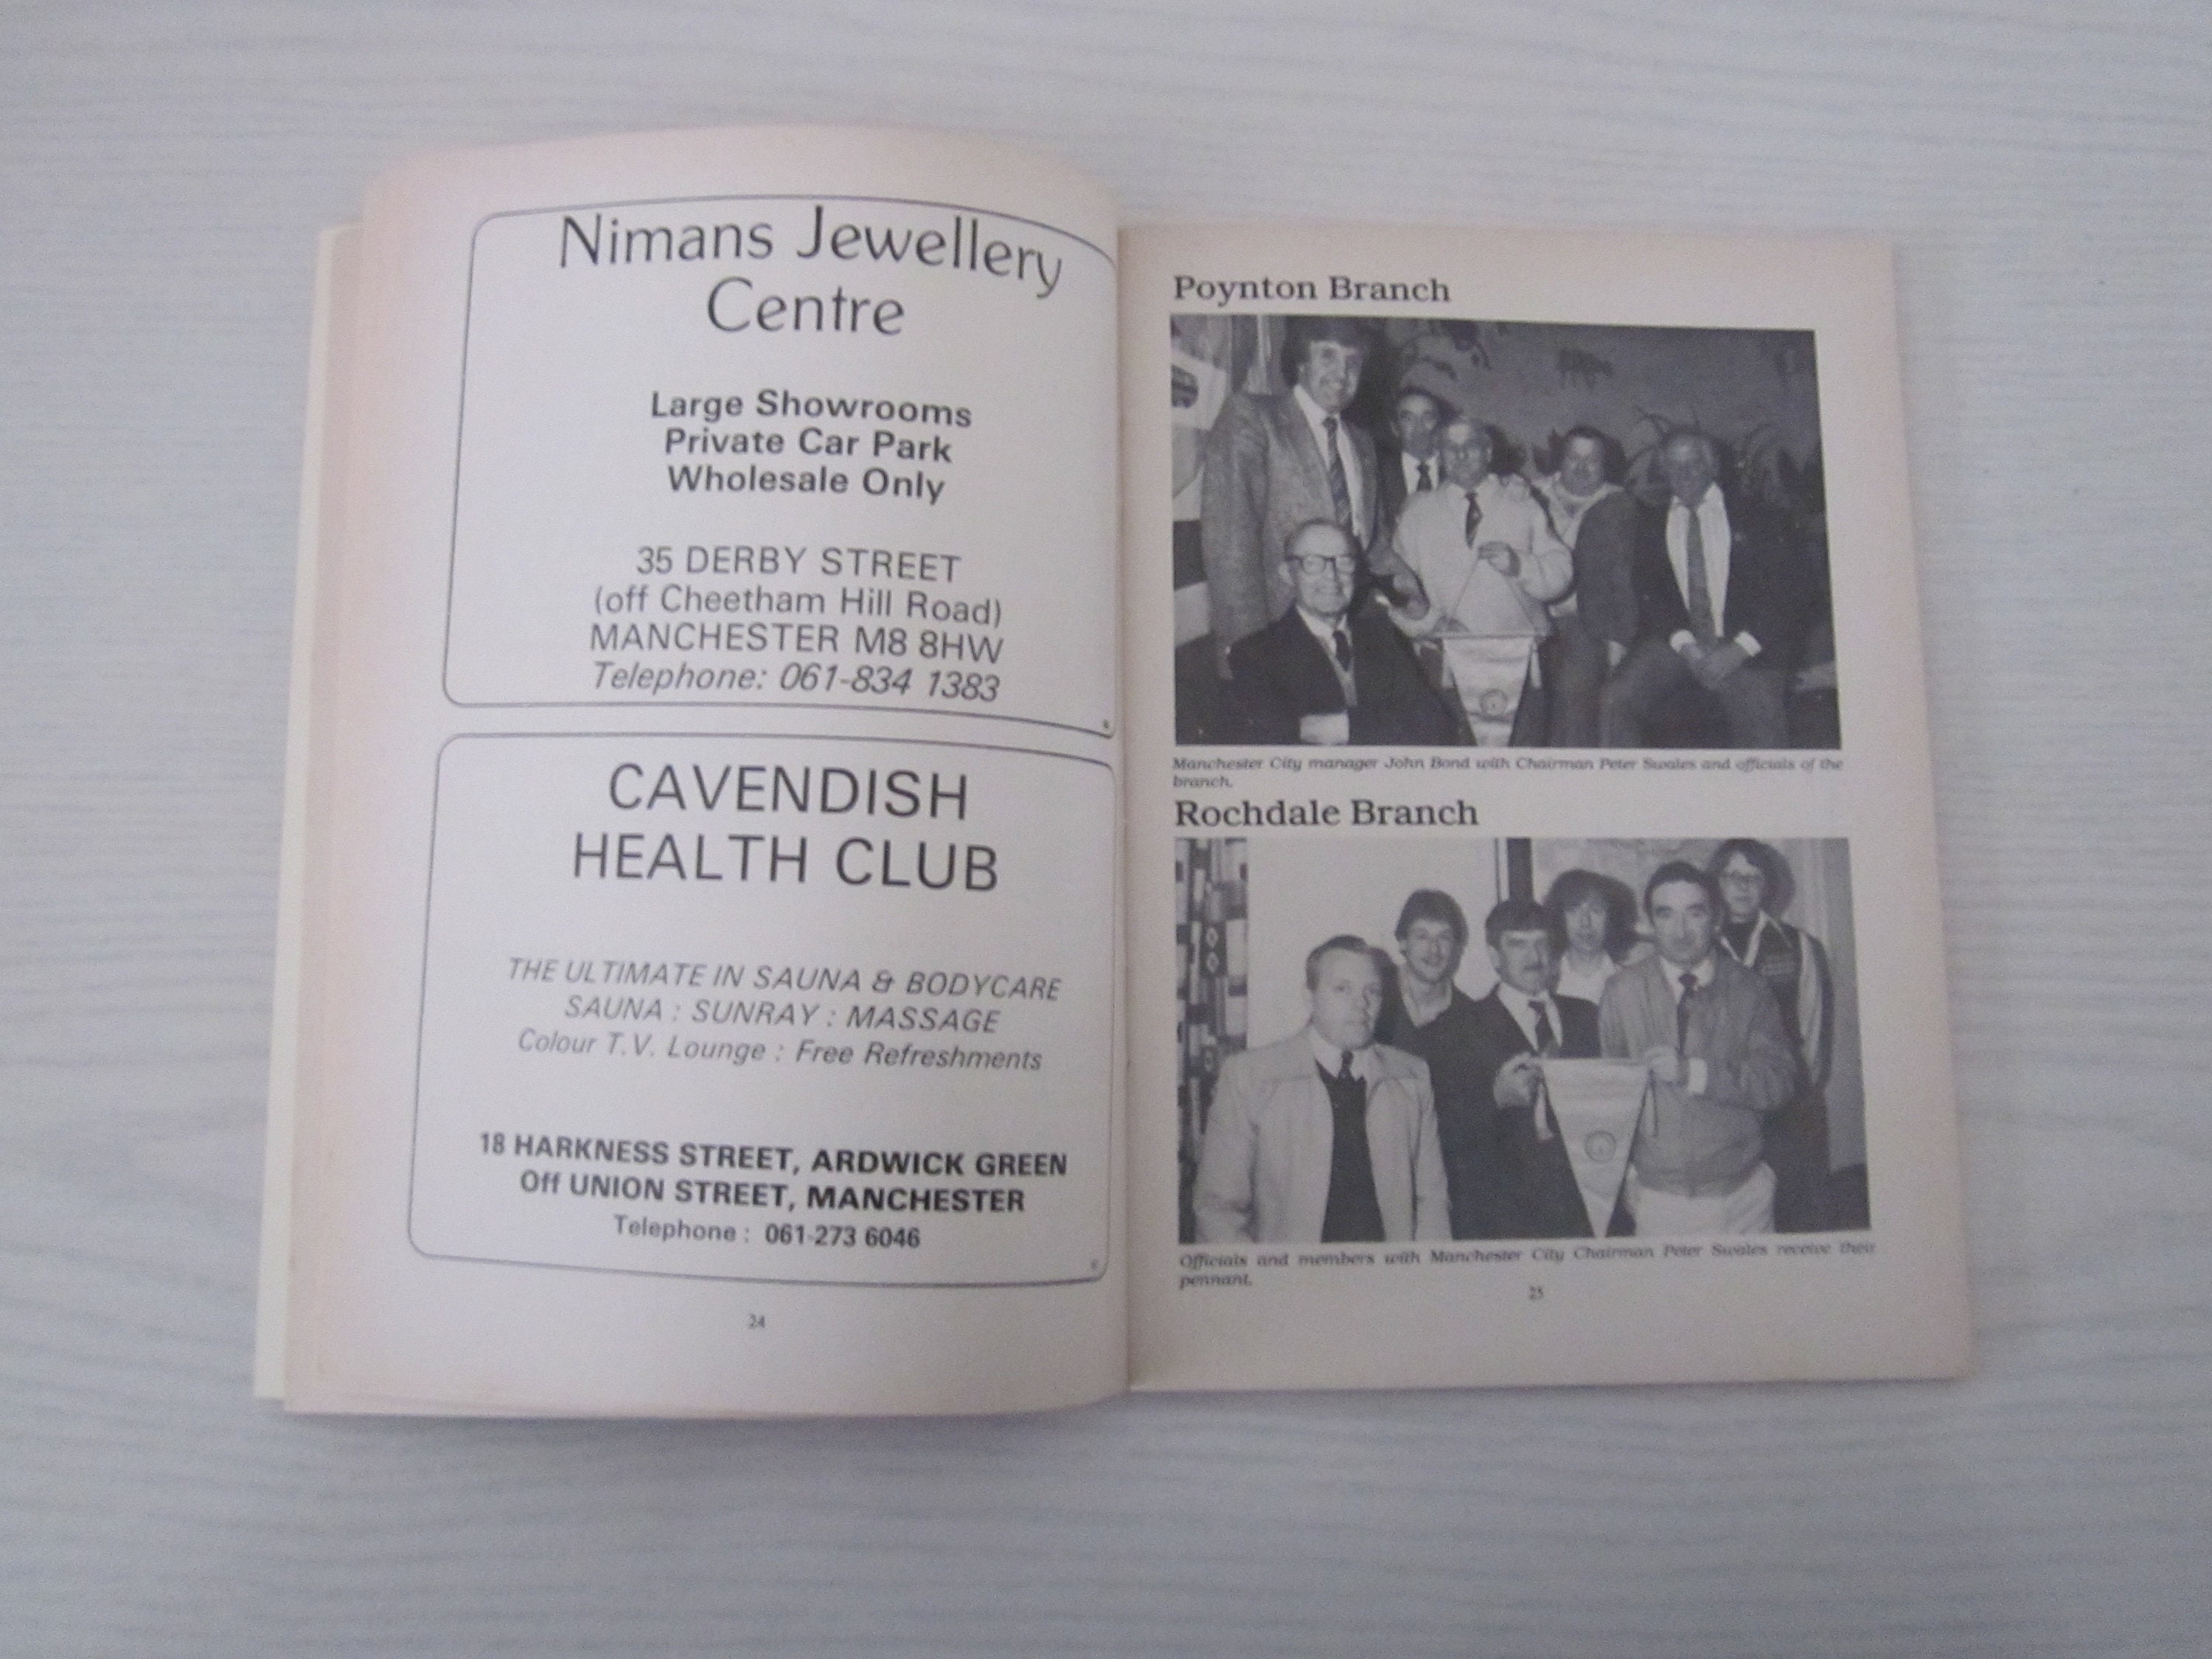 Nimans Jewellery
Centre
Large Showrooms
Private Car Park
Wholesale Only
35 DERBY STREET
(off Cheetham Hill Road)
MANCHESTER M8 8HW
Telephone: 061-834 1383
CAVENDISH
HEALTH CLUB
THE ULTIMATE IN SAUNA & BODYCARE
SAUNA : SUNRAY : MASSAGE
Colour T.V. Lounge : Free Refreshments
18 HARKNESS STREET, ARDWICK GREEN
Off UNION STREET, MANCHESTER
Telephone : 061-273 6046
24
Poynton Branch
Manchester City manager John Bond with Chairman Peter Swales and officials of the
branch.
Rochdale Branch
Officials and members with Manchester City Chairman Peter Swales receive their
pennant.
25